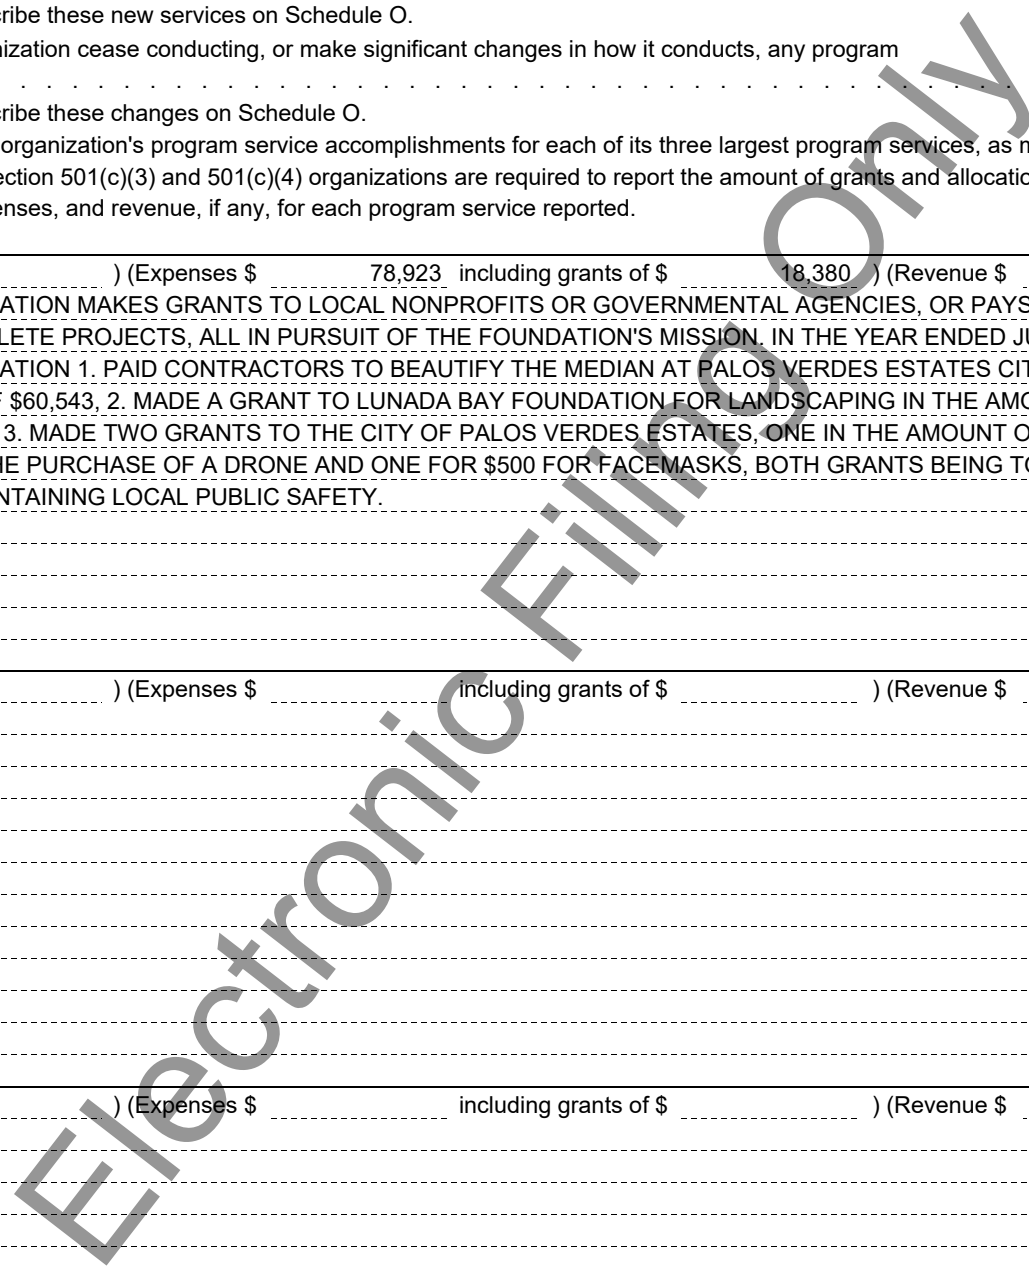 ribe these new services on Schedule O.
nization cease conducting, or make significant changes in how it conducts, any program
. . . . . . . . . . . . . . . . . . . . . . . . . . . . . . . . . . . . . . .
ribe these changes on Schedule O.
organization's program service accomplishments for each of its three largest program services, as m
ection 501(c)(3) and 501(c)(4) organizations are required to report the amount of grants and allocatio
enses, and revenue, if any, for each program service reported.
) (Expenses $ 78,923 including grants of $ 18,380 ) (Revenue $
ATION MAKES GRANTS TO LOCAL NONPROFITS OR GOVERNMENTAL AGENCIES, OR PAYS
LETE PROJECTS, ALL IN PURSUIT OF THE FOUNDATION'S MISSION. IN THE YEAR ENDED JU
ATION 1. PAID CONTRACTORS TO BEAUTIFY THE MEDIAN AT PALOS VERDES ESTATES CIT
F $60,543, 2. MADE A GRANT TO LUNADA BAY FOUNDATION FOR LANDSCAPING IN THE AMO
3. MADE TWO GRANTS TO THE CITY OF PALOS VERDES ESTATES, ONE IN THE AMOUNT O
HE PURCHASE OF A DRONE AND ONE FOR $500 FOR FACEMASKS, BOTH GRANTS BEING TO
NTAINING LOCAL PUBLIC SAFETY.
) (Expenses $ including grants of $ ) (Revenue $
) (Expenses $ including grants of $ ) (Revenue $
Electronic Filing Only